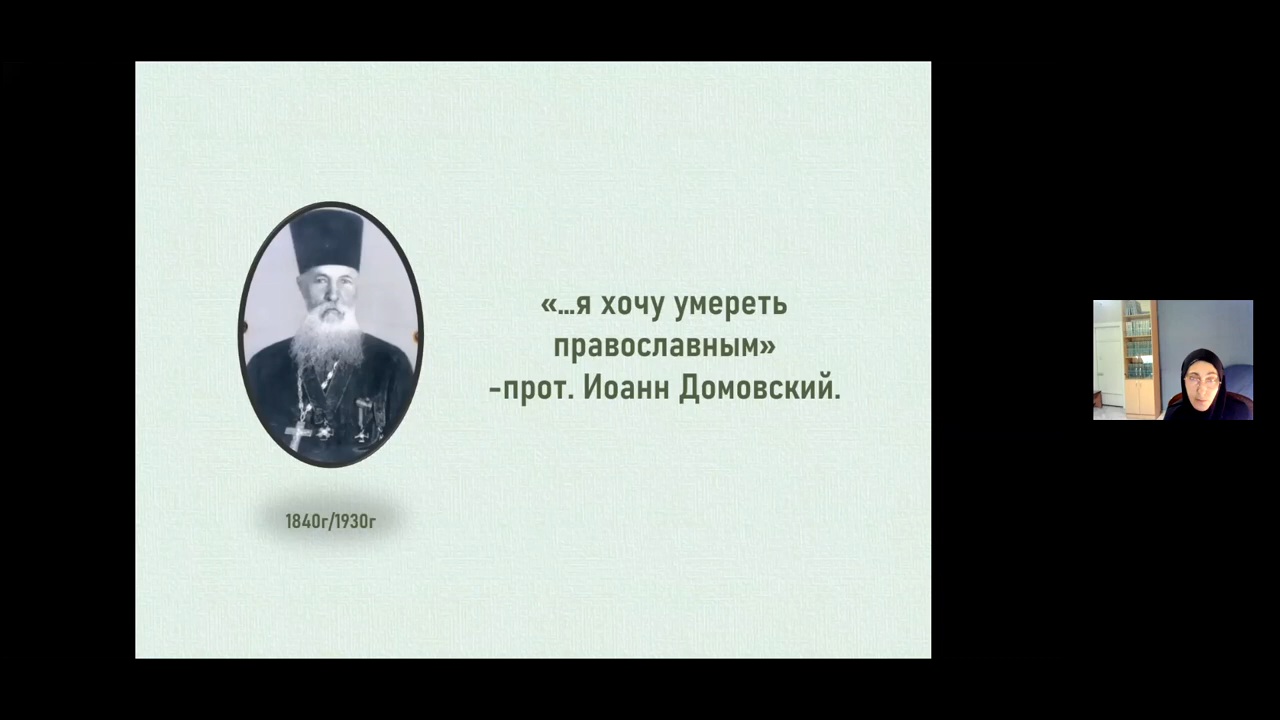 «...я хочу умереть
православным»
-прот. Иоанн Домовский.
1840г/1930г